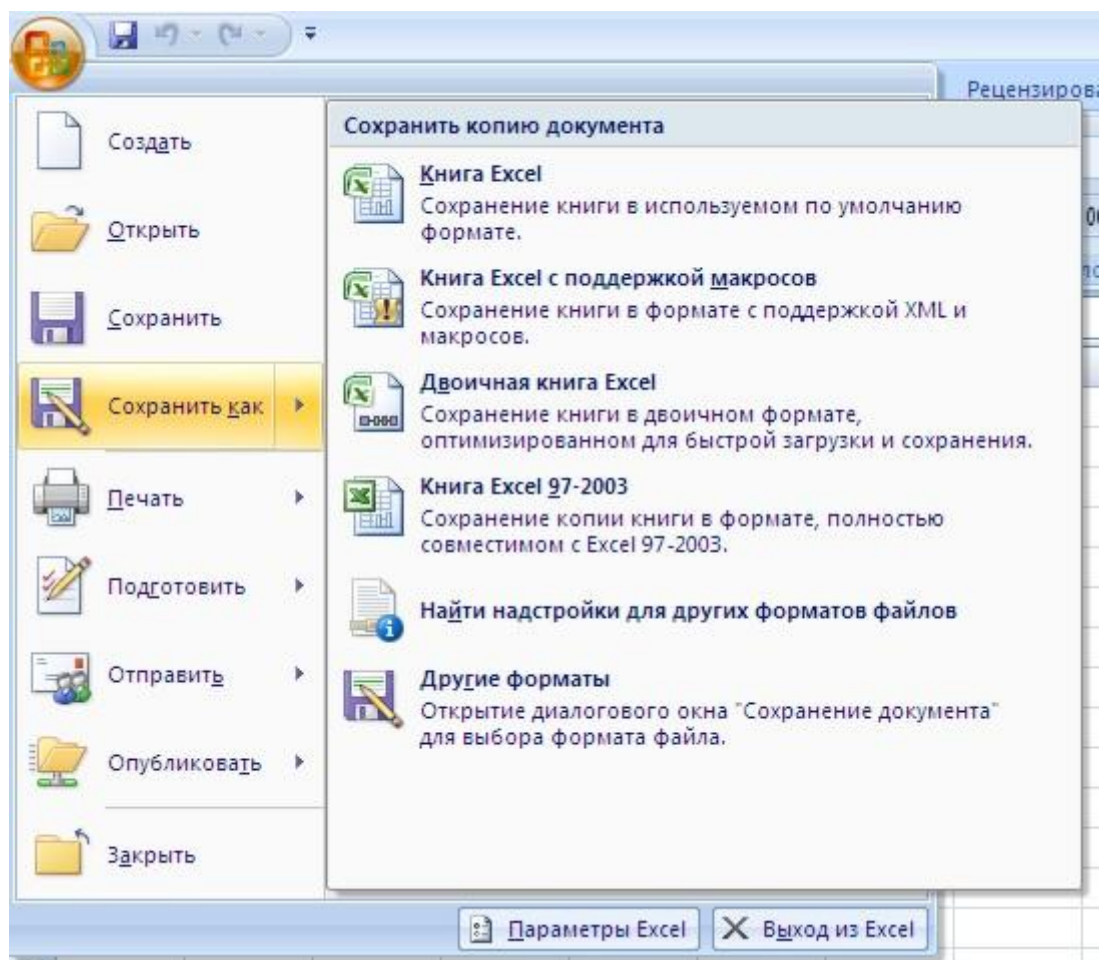 Рецензирова
Создать
Открыть
Сохранить
Сохранить как
Печать
Подготовить
Отправить
Опубликовать
Закрыть
Сохранить копию документа
Книга Excel
Сохранение книги в используемом по умолчанию
формате.
Книга Excel с поддержкой макросов
Сохранение книги в формате с поддержкой XML и
макросов.
Двоичная книга Excel
Сохранение книги в двоичном формате,
оптимизированном для быстрой загрузки и сохранения.
Книга Excel 97-2003
Сохранение копии книги в формате, полностью
совместимом с Excel 97-2003.
Найти надстройки для других форматов файлов
Другие форматы
Открытие диалогового окна "Сохранение документа"
для выбора формата файла.
Параметры Excel
Выход из Excel